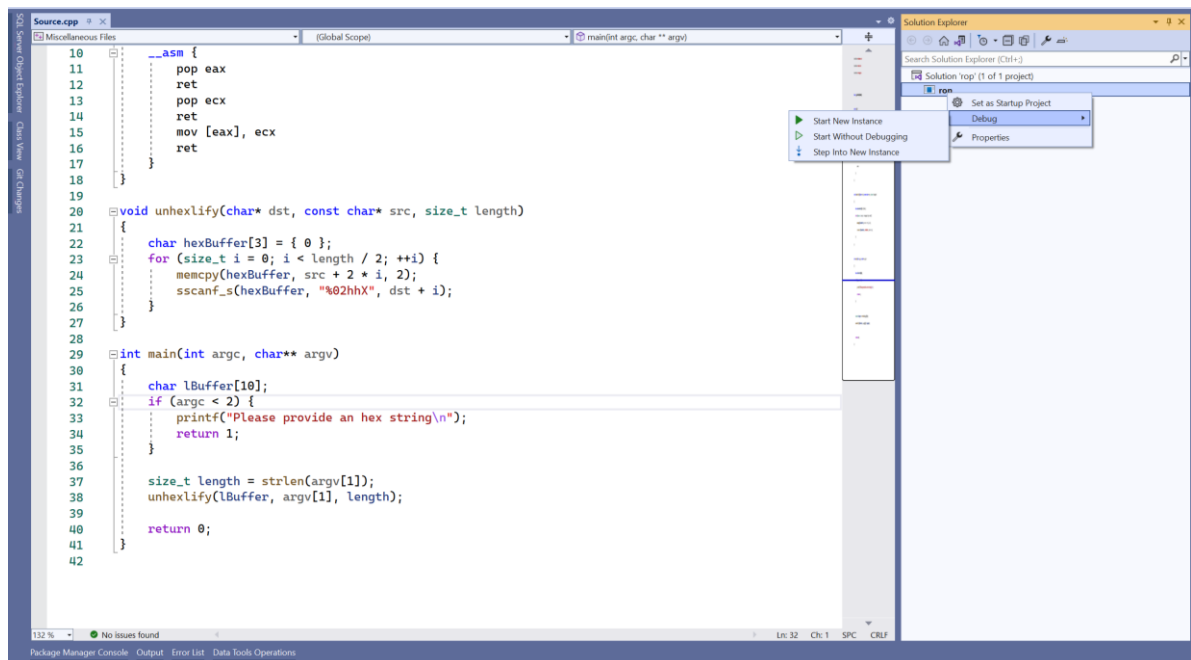 SQL Server Object Explorer
Class View
Git Changes
Source.cpp
Miscellaneous Files
(Global Scope)
main(int argc, char ** argv)
10 __asm {
11 pop eax
12 ret
13 pop ecx
14 ret
15 mov [eax], ecx
16 ret
17 }
18 }
19
20 void unhexlify(char* dst, const char* src, size_t length)
21 {
22 char hexBuffer[3] = { 0 };
23 for (size_t i = 0; i < length / 2; ++i) {
24 memcpy(hexBuffer, src + 2 * i, 2);
25 sscanf_s(hexBuffer, "%02hhX", dst + i);
26 }
27 }
28
29 int main(int argc, char** argv)
30 {
31 char lBuffer[10];
32 if (argc < 2) {
33 printf("Please provide an hex string\n");
34 return 1;
35 }
36
37 size_t length = strlen(argv[1]);
38 unhexlify(lBuffer, argv[1], length);
39
40 return 0;
41 }
42
132 %
No issues found
Ln: 32 Ch: 1 SPC CRLF
Package Manager Console Output Error List Data Tools Operations
Solution Explorer
Search Solution Explorer (Ctrl+;)
Solution 'rop' (1 of 1 project)
rop
Set as Startup Project
Debug
Properties
Start New Instance
Start Without Debugging
Step Into New Instance